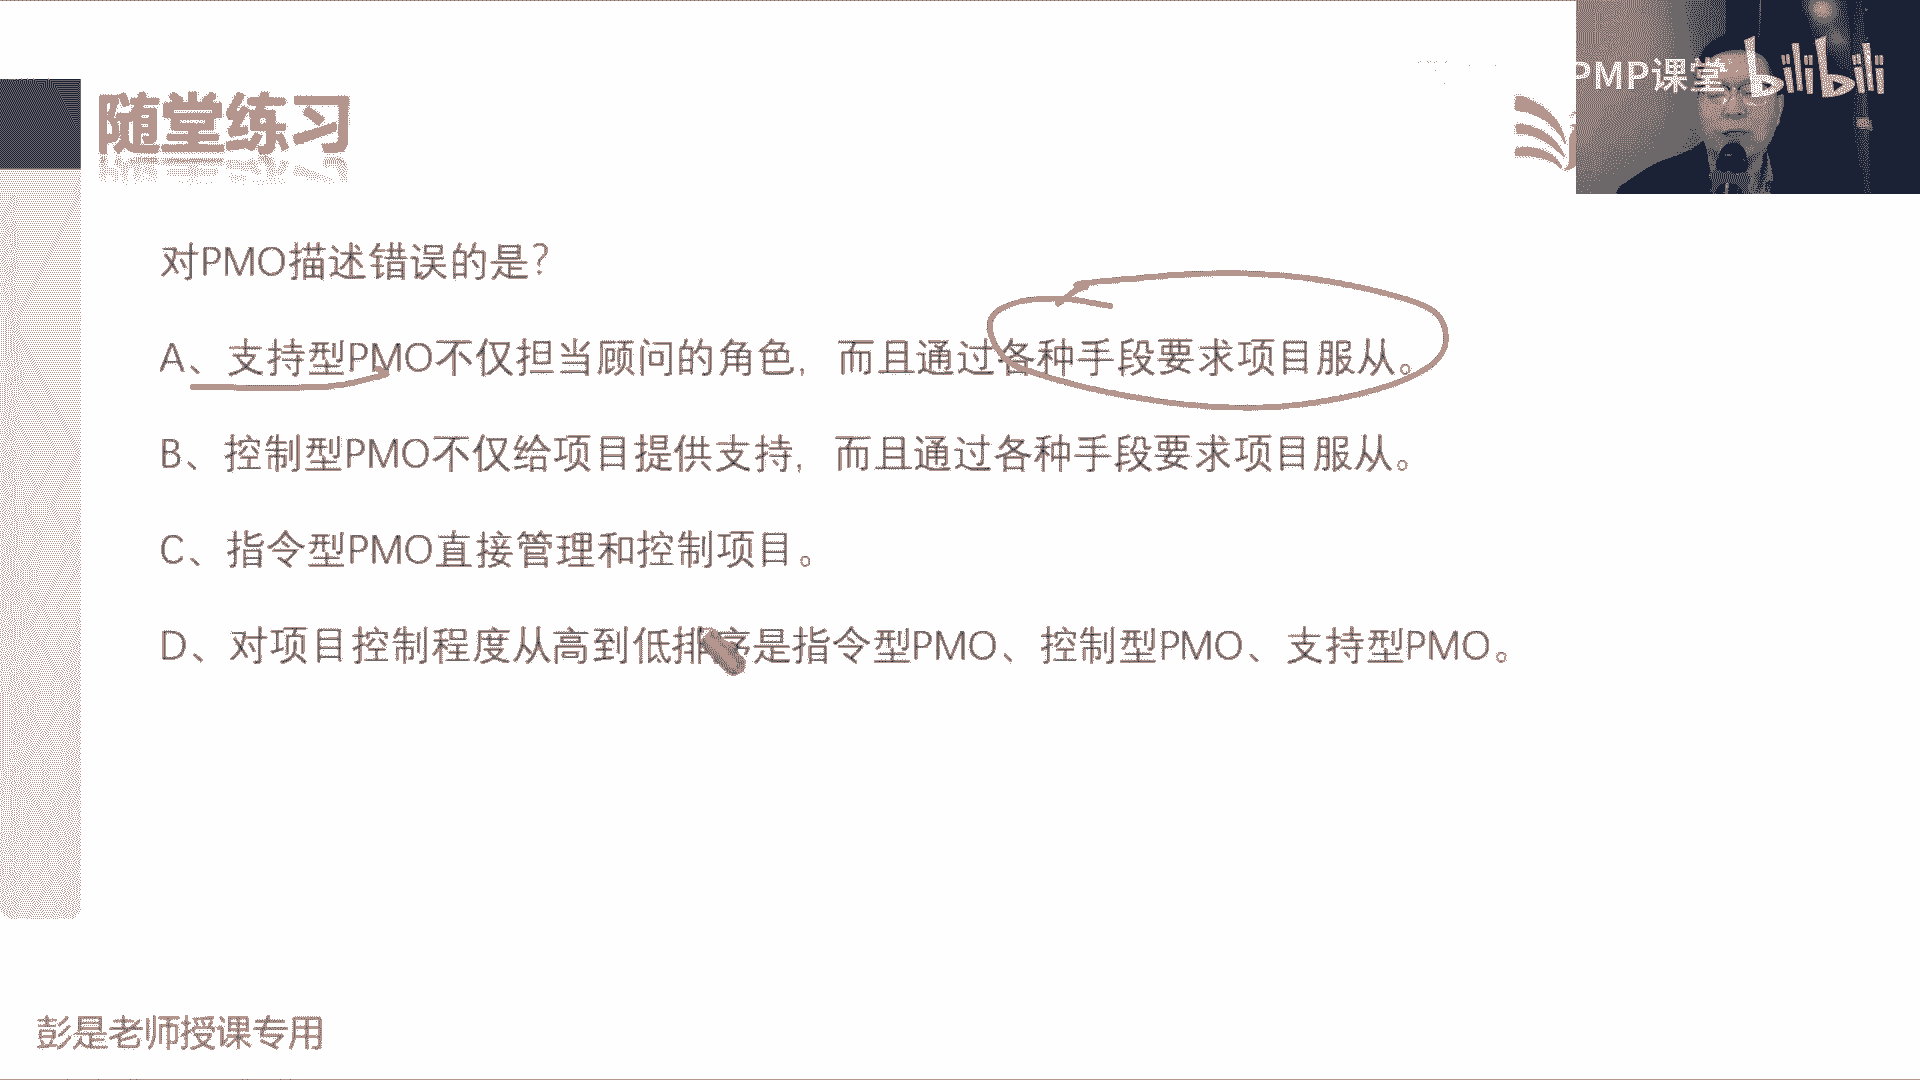 PMP课堂 bilibili
随堂练习
对PMO描述错误的是？
A、支持型PMO不仅担当顾问的角色，而且通过各种手段要求项目服从。
B、控制型PMO不仅给项目提供支持，而且通过各种手段要求项目服从。
C、指令型PMO直接管理和控制项目。
D、对项目控制程度从高到低排序是指令型PMO、控制型PMO、支持型PMO。
彭是老师授课专用